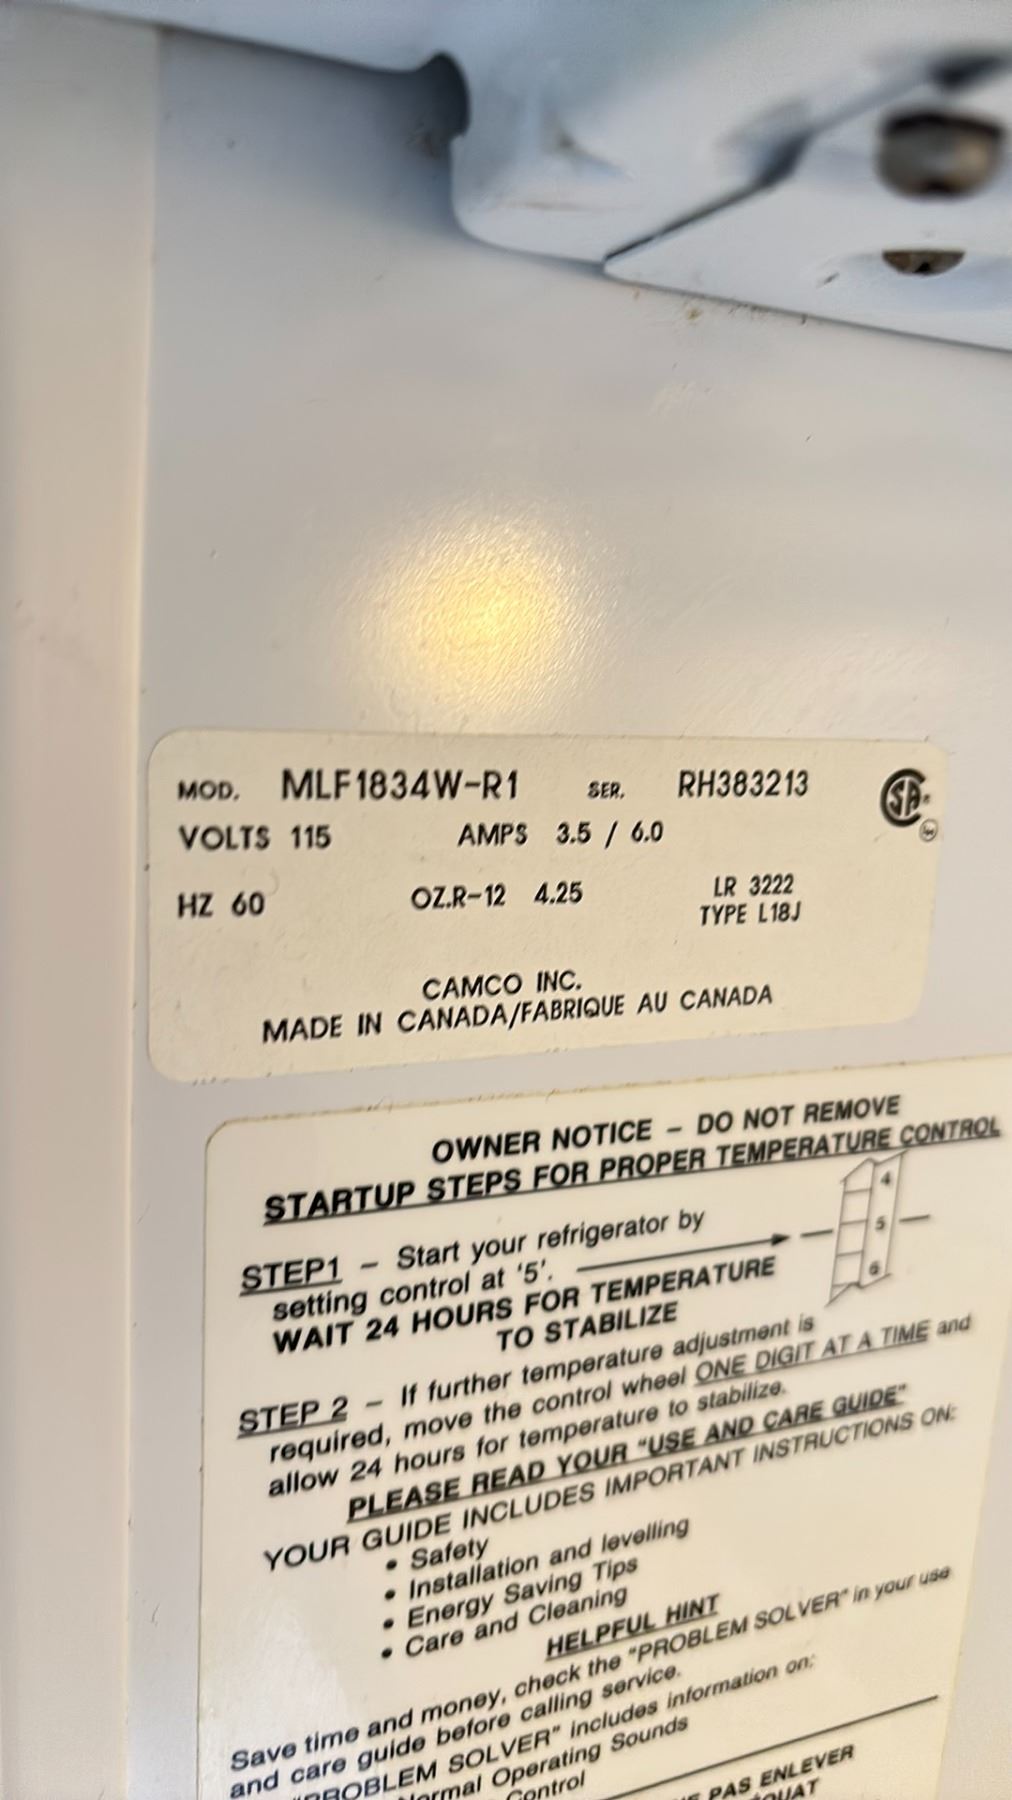 MOD. MLF1834W-R1 SER. RH383213
VOLTS 115 AMPS 3.5 / 6.0
HZ 60 OZ.R-12 4.25 LR 3222
TYPE L18J
CAMCO INC.
MADE IN CANADA/FABRIQUE AU CANADA
OWNER NOTICE - DO NOT REMOVE
STARTUP STEPS FOR PROPER TEMPERATURE CONTROL
STEP1 - Start your refrigerator by
setting control at '5'.
WAIT 24 HOURS FOR TEMPERATURE
TO STABILIZE
4
5
6
STEP 2 - If further temperature adjustment is
required, move the control wheel ONE DIGIT AT A TIME and
allow 24 hours for temperature to stabilize.
PLEASE READ YOUR "USE AND CARE GUIDE"
YOUR GUIDE INCLUDES IMPORTANT INSTRUCTIONS ON:
• Safety
• Installation and levelling
• Energy Saving Tips
• Care and Cleaning
HELPFUL HINT
Save time and money, check the "PROBLEM SOLVER" in your use
and care guide before calling service.
PROBLEM SOLVER" includes information on:
Normal Operating Sounds
Control
PAS ENLEVER